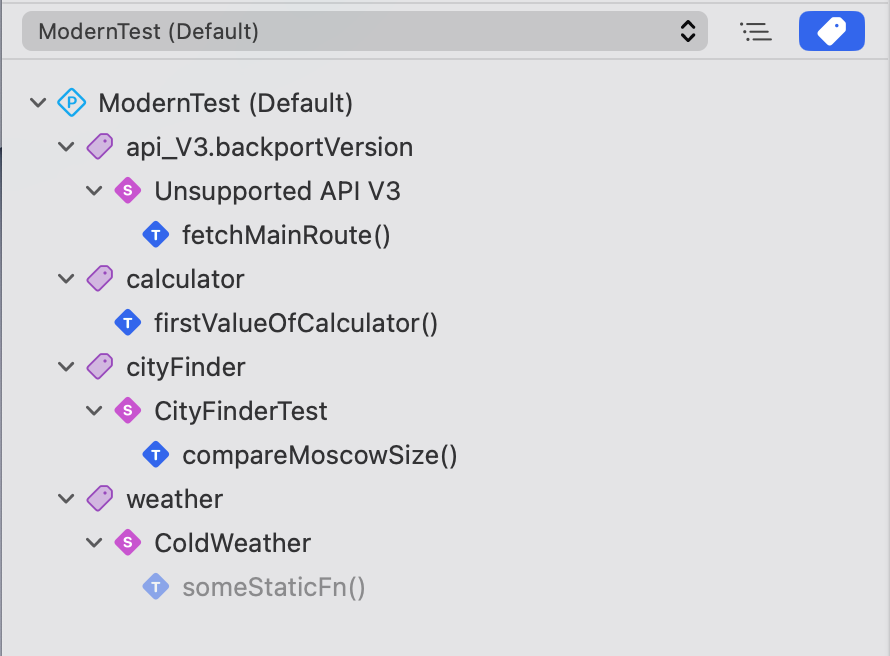 ModernTest (Default)
P ModernTest (Default)
api_V3.backportVersion
S Unsupported API V3
T fetchMainRoute()
calculator
T firstValueOfCalculator()
cityFinder
S CityFinderTest
T compareMoscowSize()
weather
S ColdWeather
T someStaticFn()